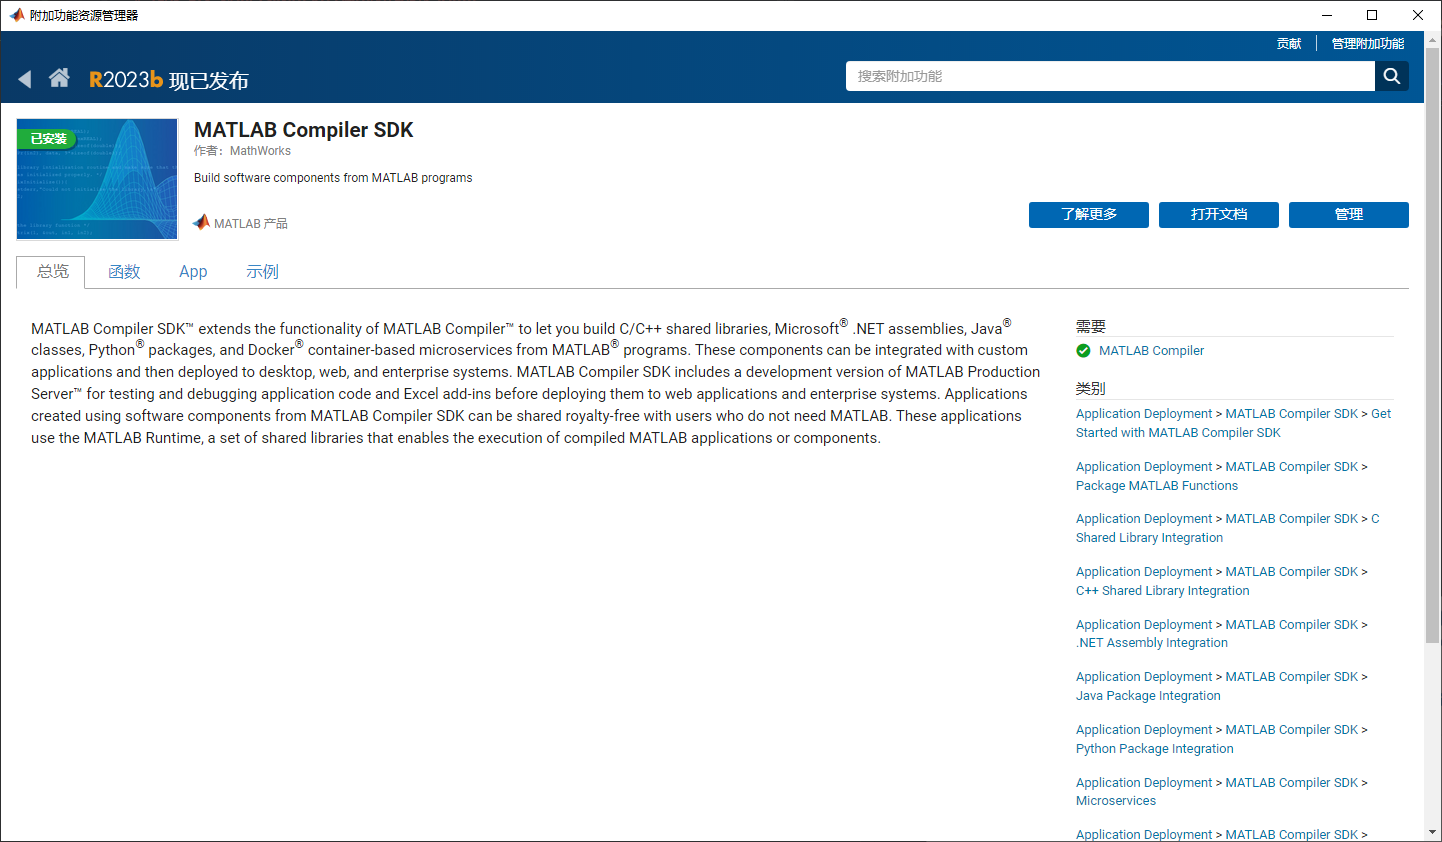 附加功能资源管理器
贡献
管理附加功能
R2023b 现已发布
搜索附加功能
已安装
MATLAB Compiler SDK
作者：MathWorks
Build software components from MATLAB programs
MATLAB 产品
了解更多
打开文档
管理
总览
函数
App
示例
MATLAB Compiler SDK™ extends the functionality of MATLAB Compiler™ to let you build C/C++ shared libraries, Microsoft® .NET assemblies, Java®
classes, Python® packages, and Docker® container-based microservices from MATLAB® programs. These components can be integrated with custom
applications and then deployed to desktop, web, and enterprise systems. MATLAB Compiler SDK includes a development version of MATLAB Production
Server™ for testing and debugging application code and Excel add-ins before deploying them to web applications and enterprise systems. Applications
created using software components from MATLAB Compiler SDK can be shared royalty-free with users who do not need MATLAB. These applications
use the MATLAB Runtime, a set of shared libraries that enables the execution of compiled MATLAB applications or components.
需要
MATLAB Compiler
类别
Application Deployment > MATLAB Compiler SDK > Get
Started with MATLAB Compiler SDK
Application Deployment > MATLAB Compiler SDK >
Package MATLAB Functions
Application Deployment > MATLAB Compiler SDK > C
Shared Library Integration
Application Deployment > MATLAB Compiler SDK >
C++ Shared Library Integration
Application Deployment > MATLAB Compiler SDK >
.NET Assembly Integration
Application Deployment > MATLAB Compiler SDK >
Java Package Integration
Application Deployment > MATLAB Compiler SDK >
Python Package Integration
Application Deployment > MATLAB Compiler SDK >
Microservices
Application Deployment > MATLAB Compiler SDK >